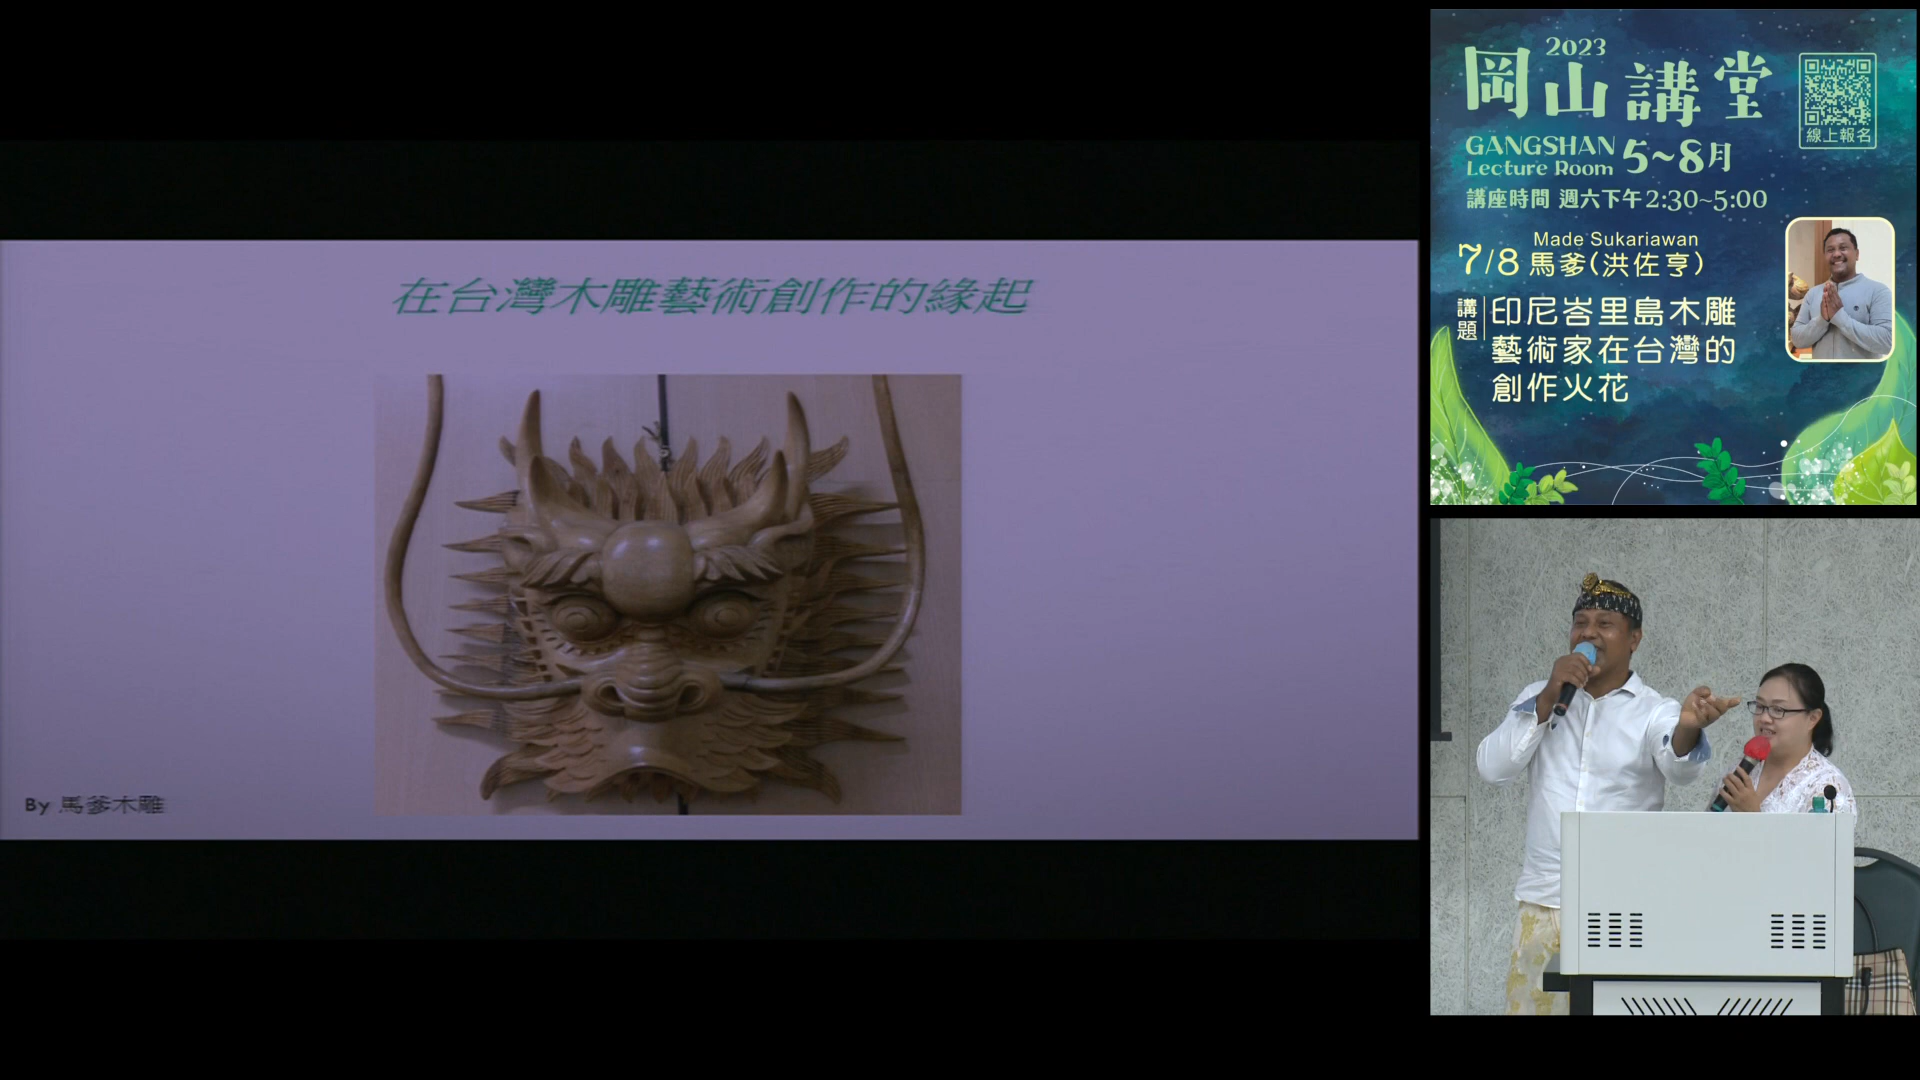 在台灣木雕藝術創作的緣起
By 馬爹木雕
2023
岡山講堂
線上報名
GANGSHAN
Lecture Room
5~8月
講座時間 週六下午2:30~5:00
Made Sukariawan
7/8 馬爹(洪佐亨)
講題
印尼峇里島木雕
藝術家在台灣的
創作火花